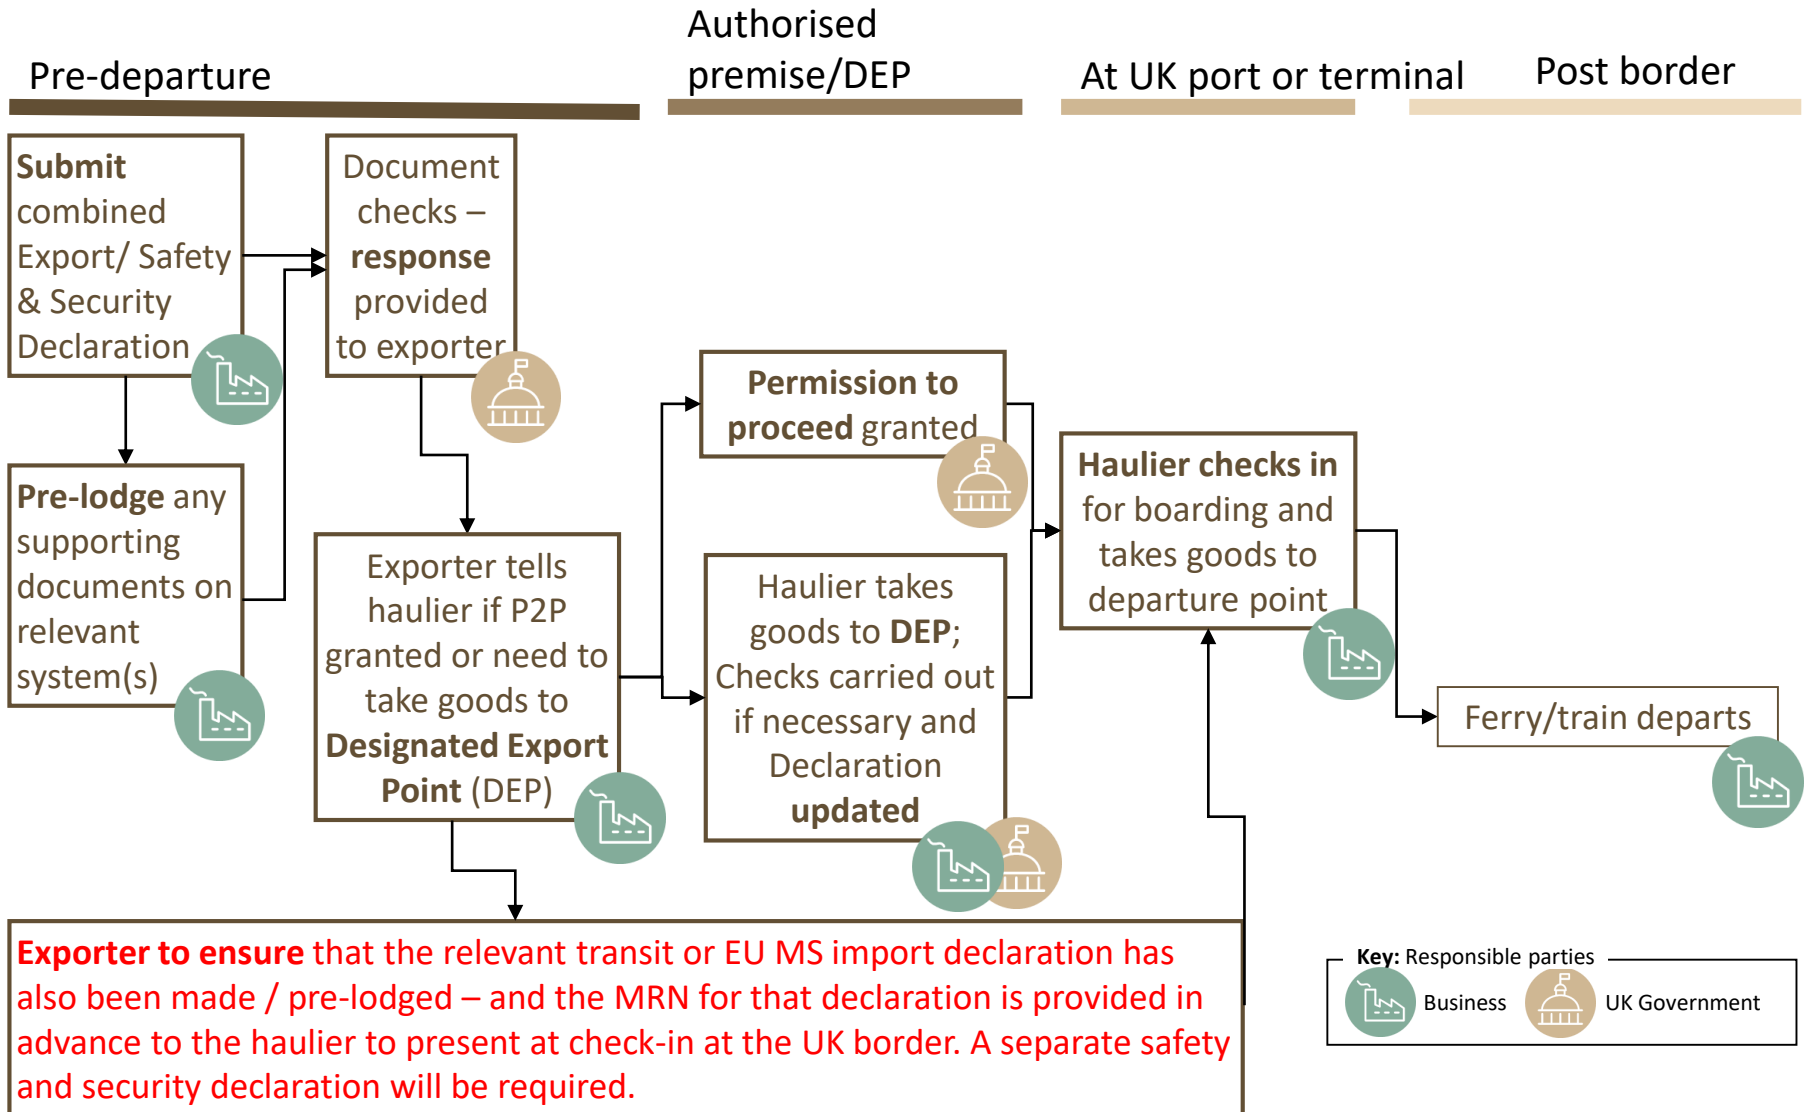 Pre-departure
Authorised
premise/DEP
At UK port or terminal
Post border
Submit
combined
Export/ Safety
& Security
Declaration
Document
checks –
response
provided
to exporter
Pre-lodge any
supporting
documents on
relevant
system(s)
Exporter tells
haulier if P2P
granted or need to
take goods to
Designated Export
Point (DEP)
Permission to
proceed granted
Haulier takes
goods to DEP;
Checks carried out
if necessary and
Declaration
updated
Haulier checks in
for boarding and
takes goods to
departure point
Ferry/train departs
Exporter to ensure that the relevant transit or EU MS import declaration has
also been made / pre-lodged – and the MRN for that declaration is provided in
advance to the haulier to present at check-in at the UK border. A separate safety
and security declaration will be required.
Key: Responsible parties
Business
UK Government